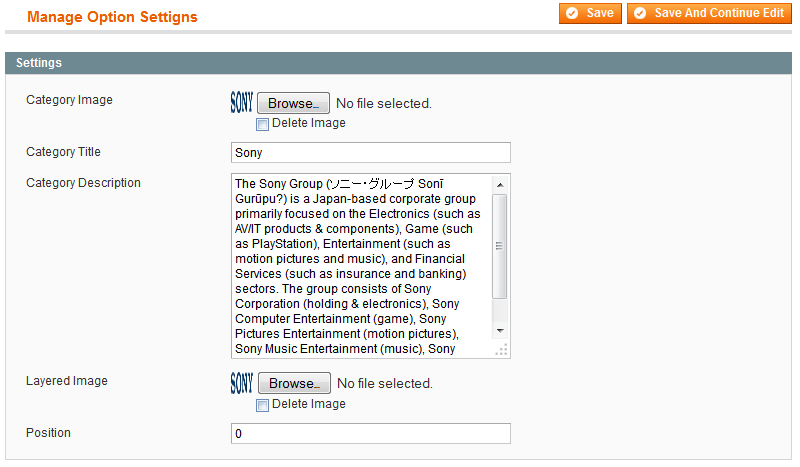 Manage Option Settigns
Save
Save And Continue Edit
Settings
Category Image
SONY
Browse...
No file selected.
Delete Image
Category Title
Sony
Category Description
The Sony Group (ソニー・グループ Sonī
Gurūpu?) is a Japan-based corporate group
primarily focused on the Electronics (such as
AV/IT products & components), Game (such
as PlayStation), Entertainment (such as
motion pictures and music), and Financial
Services (such as insurance and banking)
sectors. The group consists of Sony
Corporation (holding & electronics), Sony
Computer Entertainment (game), Sony
Pictures Entertainment (motion pictures),
Sony Music Entertainment (music), Sony
Layered Image
SONY
Browse...
No file selected.
Delete Image
Position
0